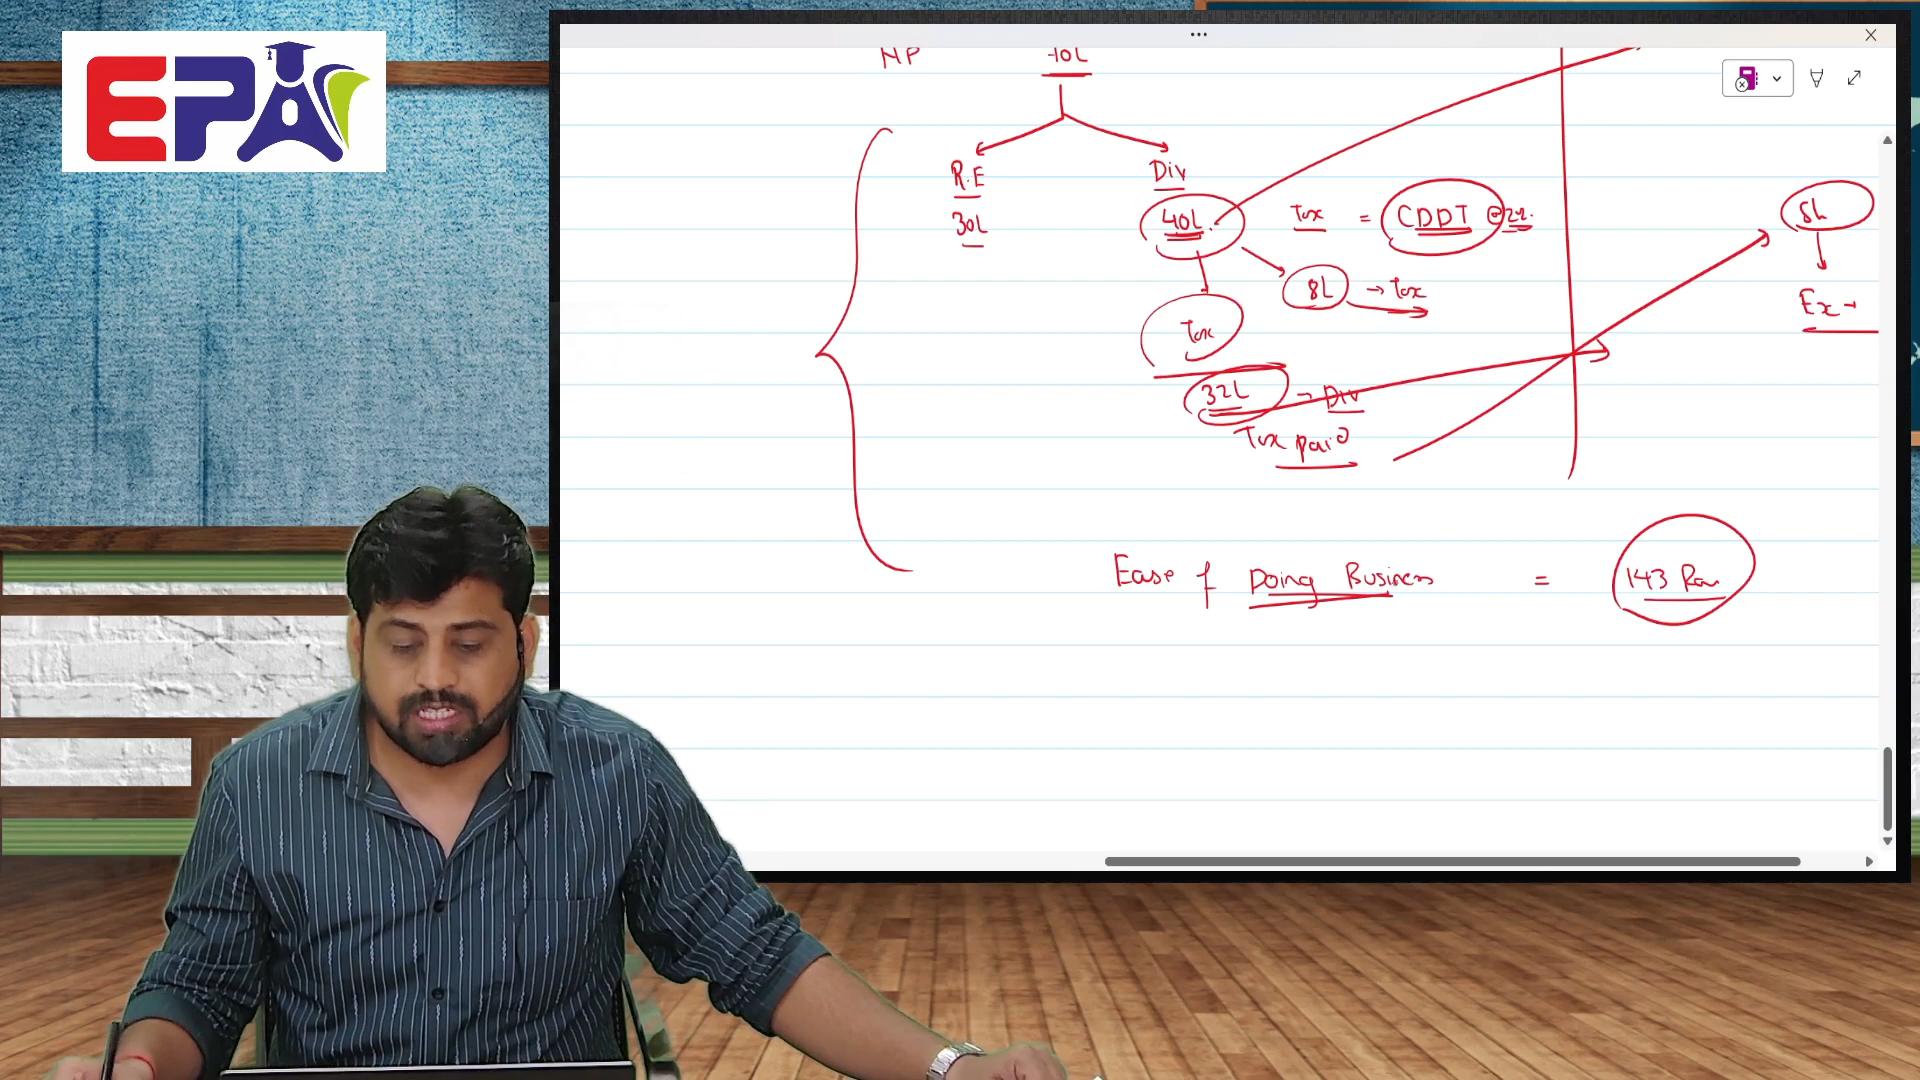 EPA
NP
R.E Div
30L 40L Tax = CDDT @
8L → Tax
Tax
32L → Div
Tax paid
8L
Ex
Ease of Doing Business = 143 Ran